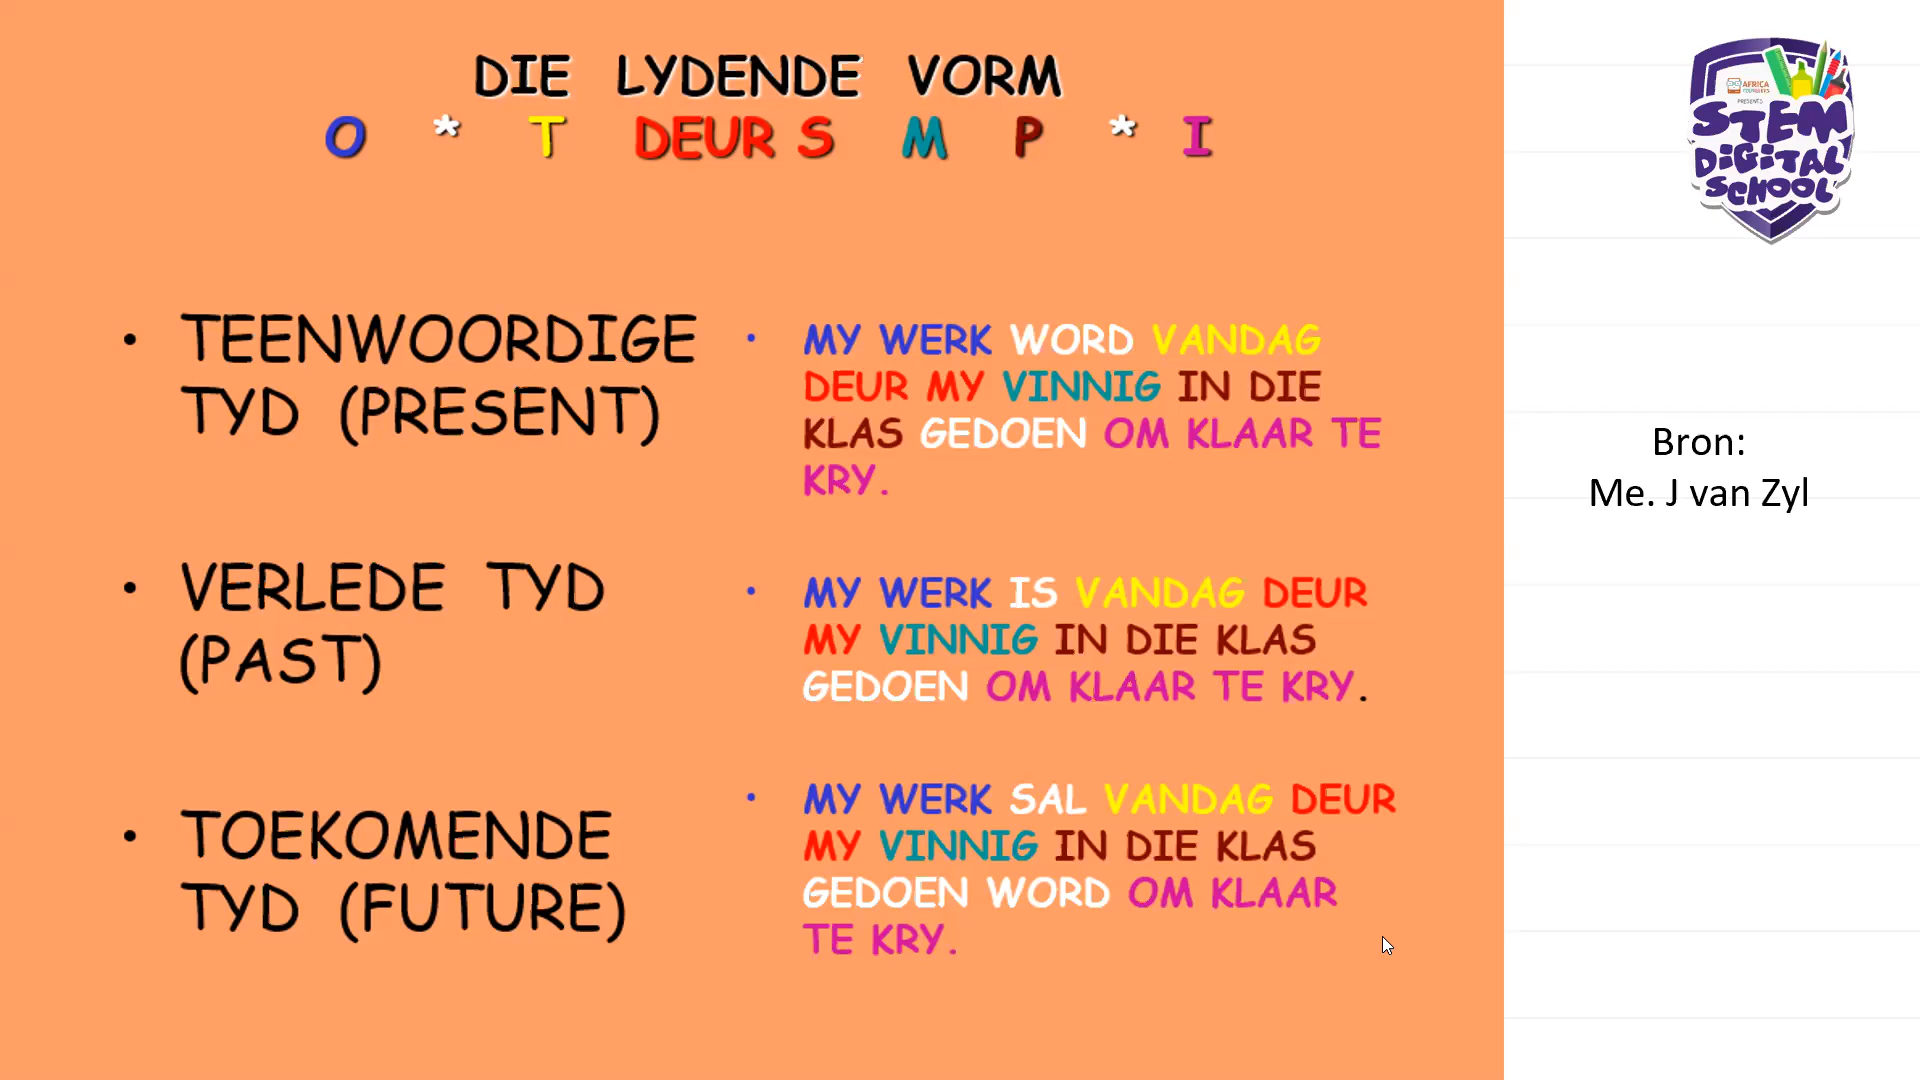 DIE LYDENDE VORM
O * T DEUR S M P * I
• TEENWOORDIGE
TYD (PRESENT)
• MY WERK WORD VANDAG
DEUR MY VINNIG IN DIE
KLAS GEDOEN OM KLAAR TE
KRY.
• VERLEDE TYD
(PAST)
• MY WERK IS VANDAG DEUR
MY VINNIG IN DIE KLAS
GEDOEN OM KLAAR TE KRY.
• TOEKOMENDE
TYD (FUTURE)
• MY WERK SAL VANDAG DEUR
MY VINNIG IN DIE KLAS
GEDOEN WORD OM KLAAR
TE KRY.
AFRICA
PRESENTS
STEM
DIGITAL
SCHOOL
Bron:
Me. J van Zyl